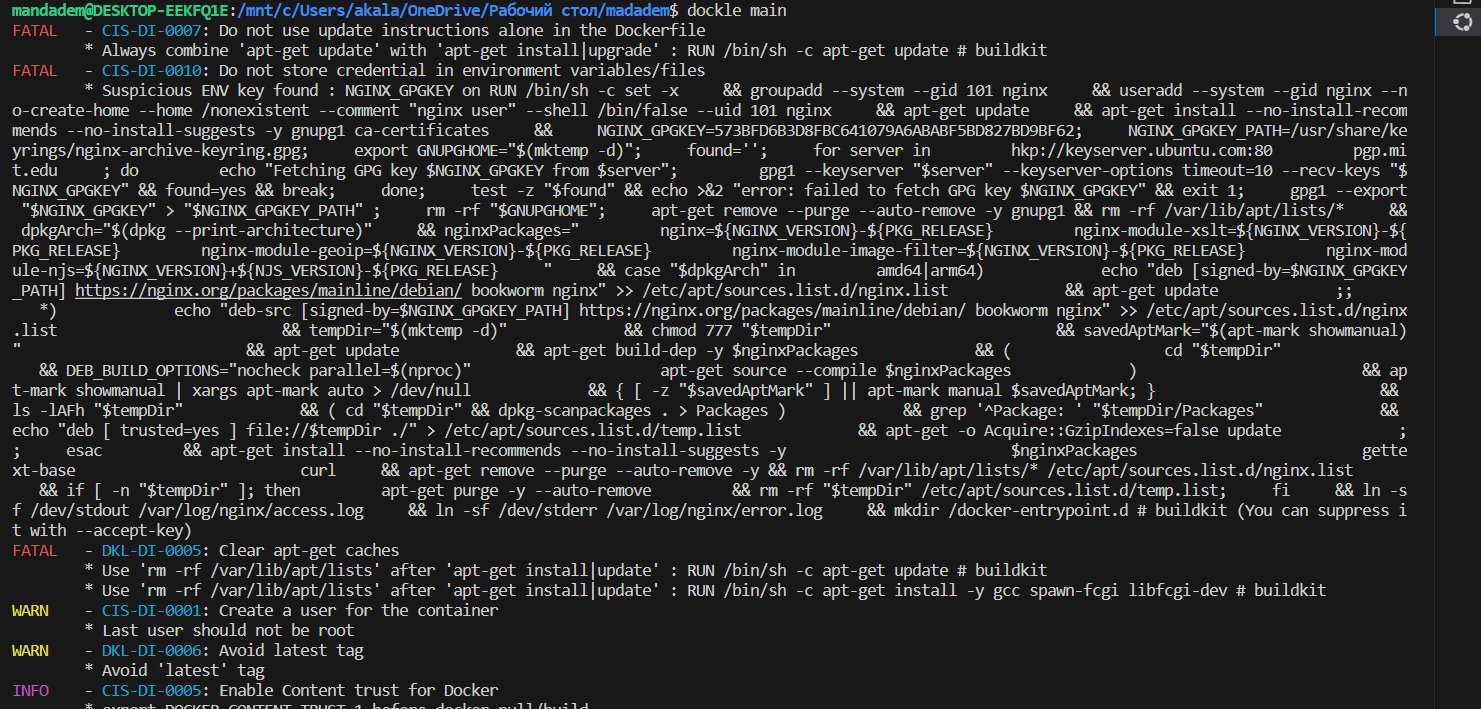 mandadem@DESKTOP-EEKFQ1E:/mnt/c/Users/akala/OneDrive/Рабочий стол/madadem$ dockle main
FATAL - CIS-DI-0007: Do not use update instructions alone in the Dockerfile
* Always combine 'apt-get update' with 'apt-get install|upgrade' : RUN /bin/sh -c apt-get update # buildkit
FATAL - CIS-DI-0010: Do not store credential in environment variables/files
* Suspicious ENV key found : NGINX_GPGKEY on RUN /bin/sh -c set -x && groupadd --system --gid 101 nginx && useradd --system --gid nginx --n
o-create-home --home /nonexistent --comment "nginx user" --shell /bin/false --uid 101 nginx && apt-get update && apt-get install --no-install-recom
mends --no-install-suggests -y gnupg1 ca-certificates && NGINX_GPGKEY=573BFD6B3D8FBC641079A6ABABF5BD827BD9BF62; NGINX_GPGKEY_PATH=/usr/share/ke
yrings/nginx-archive-keyring.gpg; export GNUPGHOME="$(mktemp -d)"; found=''; for server in hkp://keyserver.ubuntu.com:80 pgp.mi
t.edu ; do echo "Fetching GPG key $NGINX_GPGKEY from $server"; gpg1 --keyserver "$server" --keyserver-options timeout=10 --recv-keys "$
NGINX_GPGKEY" && found=yes && break; done; test -z "$found" && echo >&2 "error: failed to fetch GPG key $NGINX_GPGKEY" && exit 1; gpg1 --export
"$NGINX_GPGKEY" > "$NGINX_GPGKEY_PATH" ; rm -rf "$GNUPGHOME"; apt-get remove --purge --auto-remove -y gnupg1 && rm -rf /var/lib/apt/lists/* &&
dpkgArch="$(dpkg --print-architecture)" && nginxPackages=" nginx=${NGINX_VERSION}-${PKG_RELEASE} nginx-module-xslt=${NGINX_VERSION}-${
PKG_RELEASE} nginx-module-geoip=${NGINX_VERSION}-${PKG_RELEASE} nginx-module-image-filter=${NGINX_VERSION}-${PKG_RELEASE} nginx-mod
ule-njs=${NGINX_VERSION}+${NJS_VERSION}-${PKG_RELEASE} " && case "$dpkgArch" in amd64|arm64) echo "deb [signed-by=$NGINX_GPGKEY
_PATH] https://nginx.org/packages/mainline/debian/ bookworm nginx" >> /etc/apt/sources.list.d/nginx.list && apt-get update ;;
*) echo "deb-src [signed-by=$NGINX_GPGKEY_PATH] https://nginx.org/packages/mainline/debian/ bookworm nginx" >> /etc/apt/sources.list.d/nginx
.list && tempDir="$(mktemp -d)" && chmod 777 "$tempDir" && savedAptMark="$(apt-mark showmanual)
" && apt-get update && apt-get build-dep -y $nginxPackages && ( cd "$tempDir"
&& DEB_BUILD_OPTIONS="nocheck parallel=$(nproc)" apt-get source --compile $nginxPackages ) && ap
t-mark showmanual | xargs apt-mark auto > /dev/null && { [ -z "$savedAptMark" ] || apt-mark manual $savedAptMark; } &&
ls -lAFh "$tempDir" && ( cd "$tempDir" && dpkg-scanpackages . > Packages ) && grep '^Package: ' "$tempDir/Packages" &&
echo "deb [ trusted=yes ] file://$tempDir ./" > /etc/apt/sources.list.d/temp.list && apt-get -o Acquire::GzipIndexes=false update ;
; esac && apt-get install --no-install-recommends --no-install-suggests -y $nginxPackages gette
xt-base curl && apt-get remove --purge --auto-remove -y && rm -rf /var/lib/apt/lists/* /etc/apt/sources.list.d/nginx.list
&& if [ -n "$tempDir" ]; then apt-get purge -y --auto-remove && rm -rf "$tempDir" /etc/apt/sources.list.d/temp.list; fi && ln -s
f /dev/stdout /var/log/nginx/access.log && ln -sf /dev/stderr /var/log/nginx/error.log && mkdir /docker-entrypoint.d # buildkit (You can suppress i
t with --accept-key)
FATAL - DKL-DI-0005: Clear apt-get caches
* Use 'rm -rf /var/lib/apt/lists' after 'apt-get install|update' : RUN /bin/sh -c apt-get update # buildkit
* Use 'rm -rf /var/lib/apt/lists' after 'apt-get install|update' : RUN /bin/sh -c apt-get install -y gcc spawn-fcgi libfcgi-dev # buildkit
WARN - CIS-DI-0001: Create a user for the container
* Last user should not be root
WARN - DKL-DI-0006: Avoid latest tag
* Avoid 'latest' tag
INFO - CIS-DI-0005: Enable Content trust for Docker
* export DOCKER_CONTENT_TRUST=1 before docker pull/build